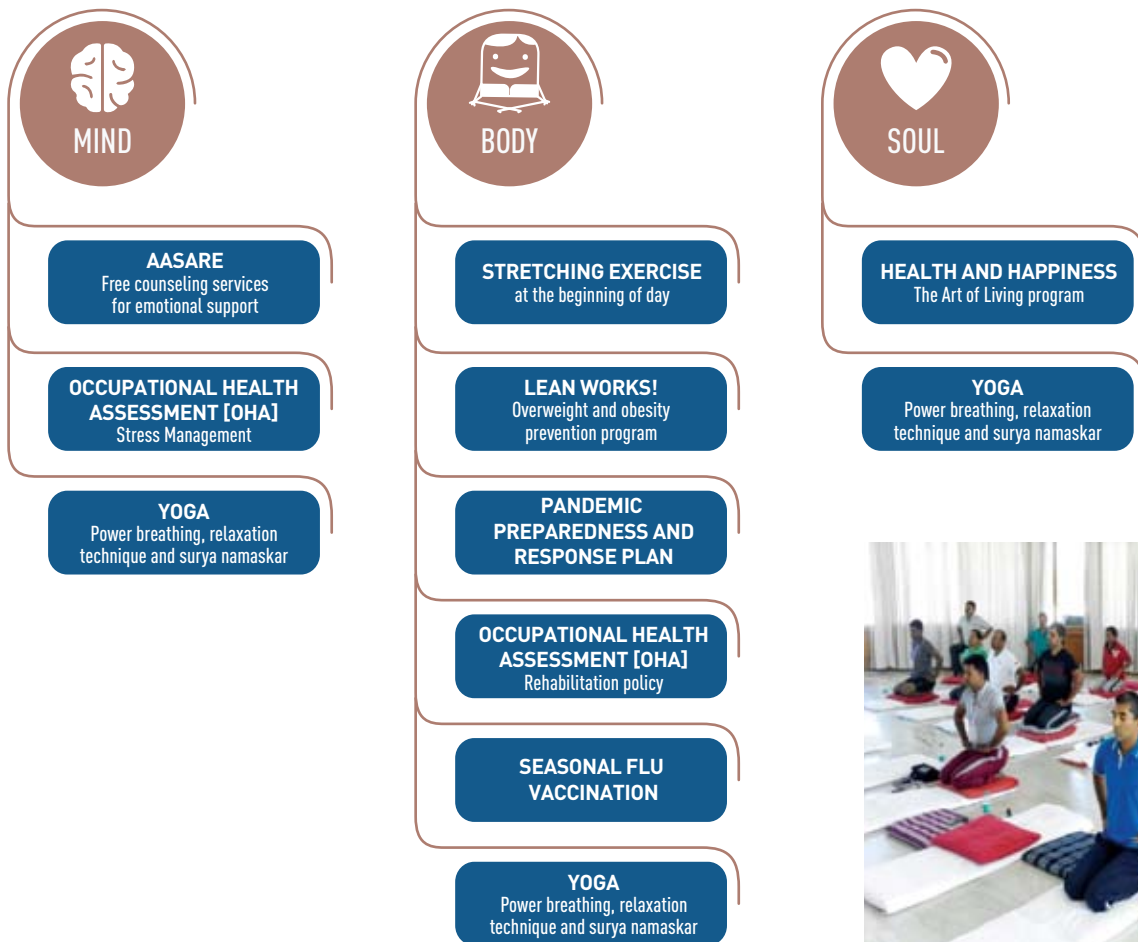 MIND
AASARE
Free counseling services
for emotional support
OCCUPATIONAL HEALTH
ASSESSMENT [OHA]
Stress Management
YOGA
Power breathing, relaxation
technique and surya namaskar
BODY
STRETCHING EXERCISE
at the beginning of day
LEAN WORKS!
Overweight and obesity
prevention program
PANDEMIC
PREPAREDNESS AND
RESPONSE PLAN
OCCUPATIONAL HEALTH
ASSESSMENT [OHA]
Rehabilitation policy
SEASONAL FLU
VACCINATION
YOGA
Power breathing, relaxation
technique and surya namaskar
SOUL
HEALTH AND HAPPINESS
The Art of Living program
YOGA
Power breathing, relaxation
technique and surya namaskar